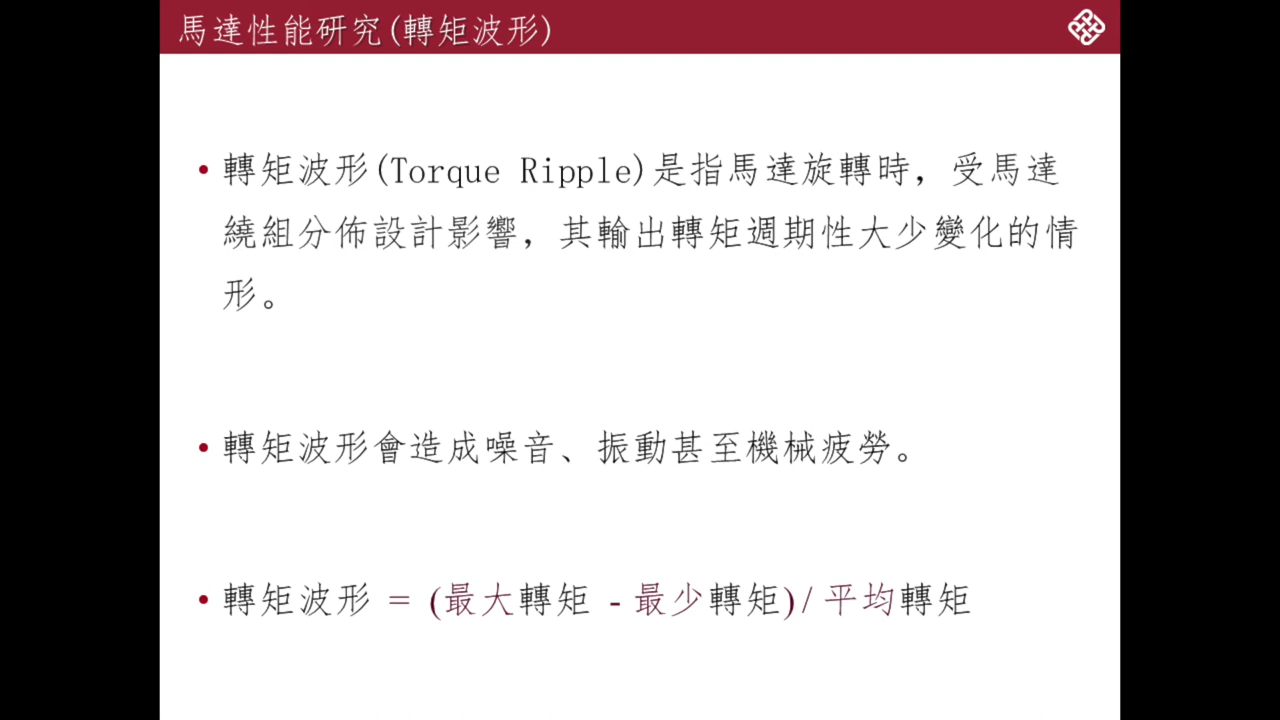 馬達性能研究(轉矩波形)
• 轉矩波形(Torque Ripple)是指馬達旋轉時，受馬達
繞組分佈設計影響，其輸出轉矩週期性大少變化的情
形。
• 轉矩波形會造成噪音、振動甚至機械疲勞。
• 轉矩波形 = (最大轉矩 - 最少轉矩)/ 平均轉矩